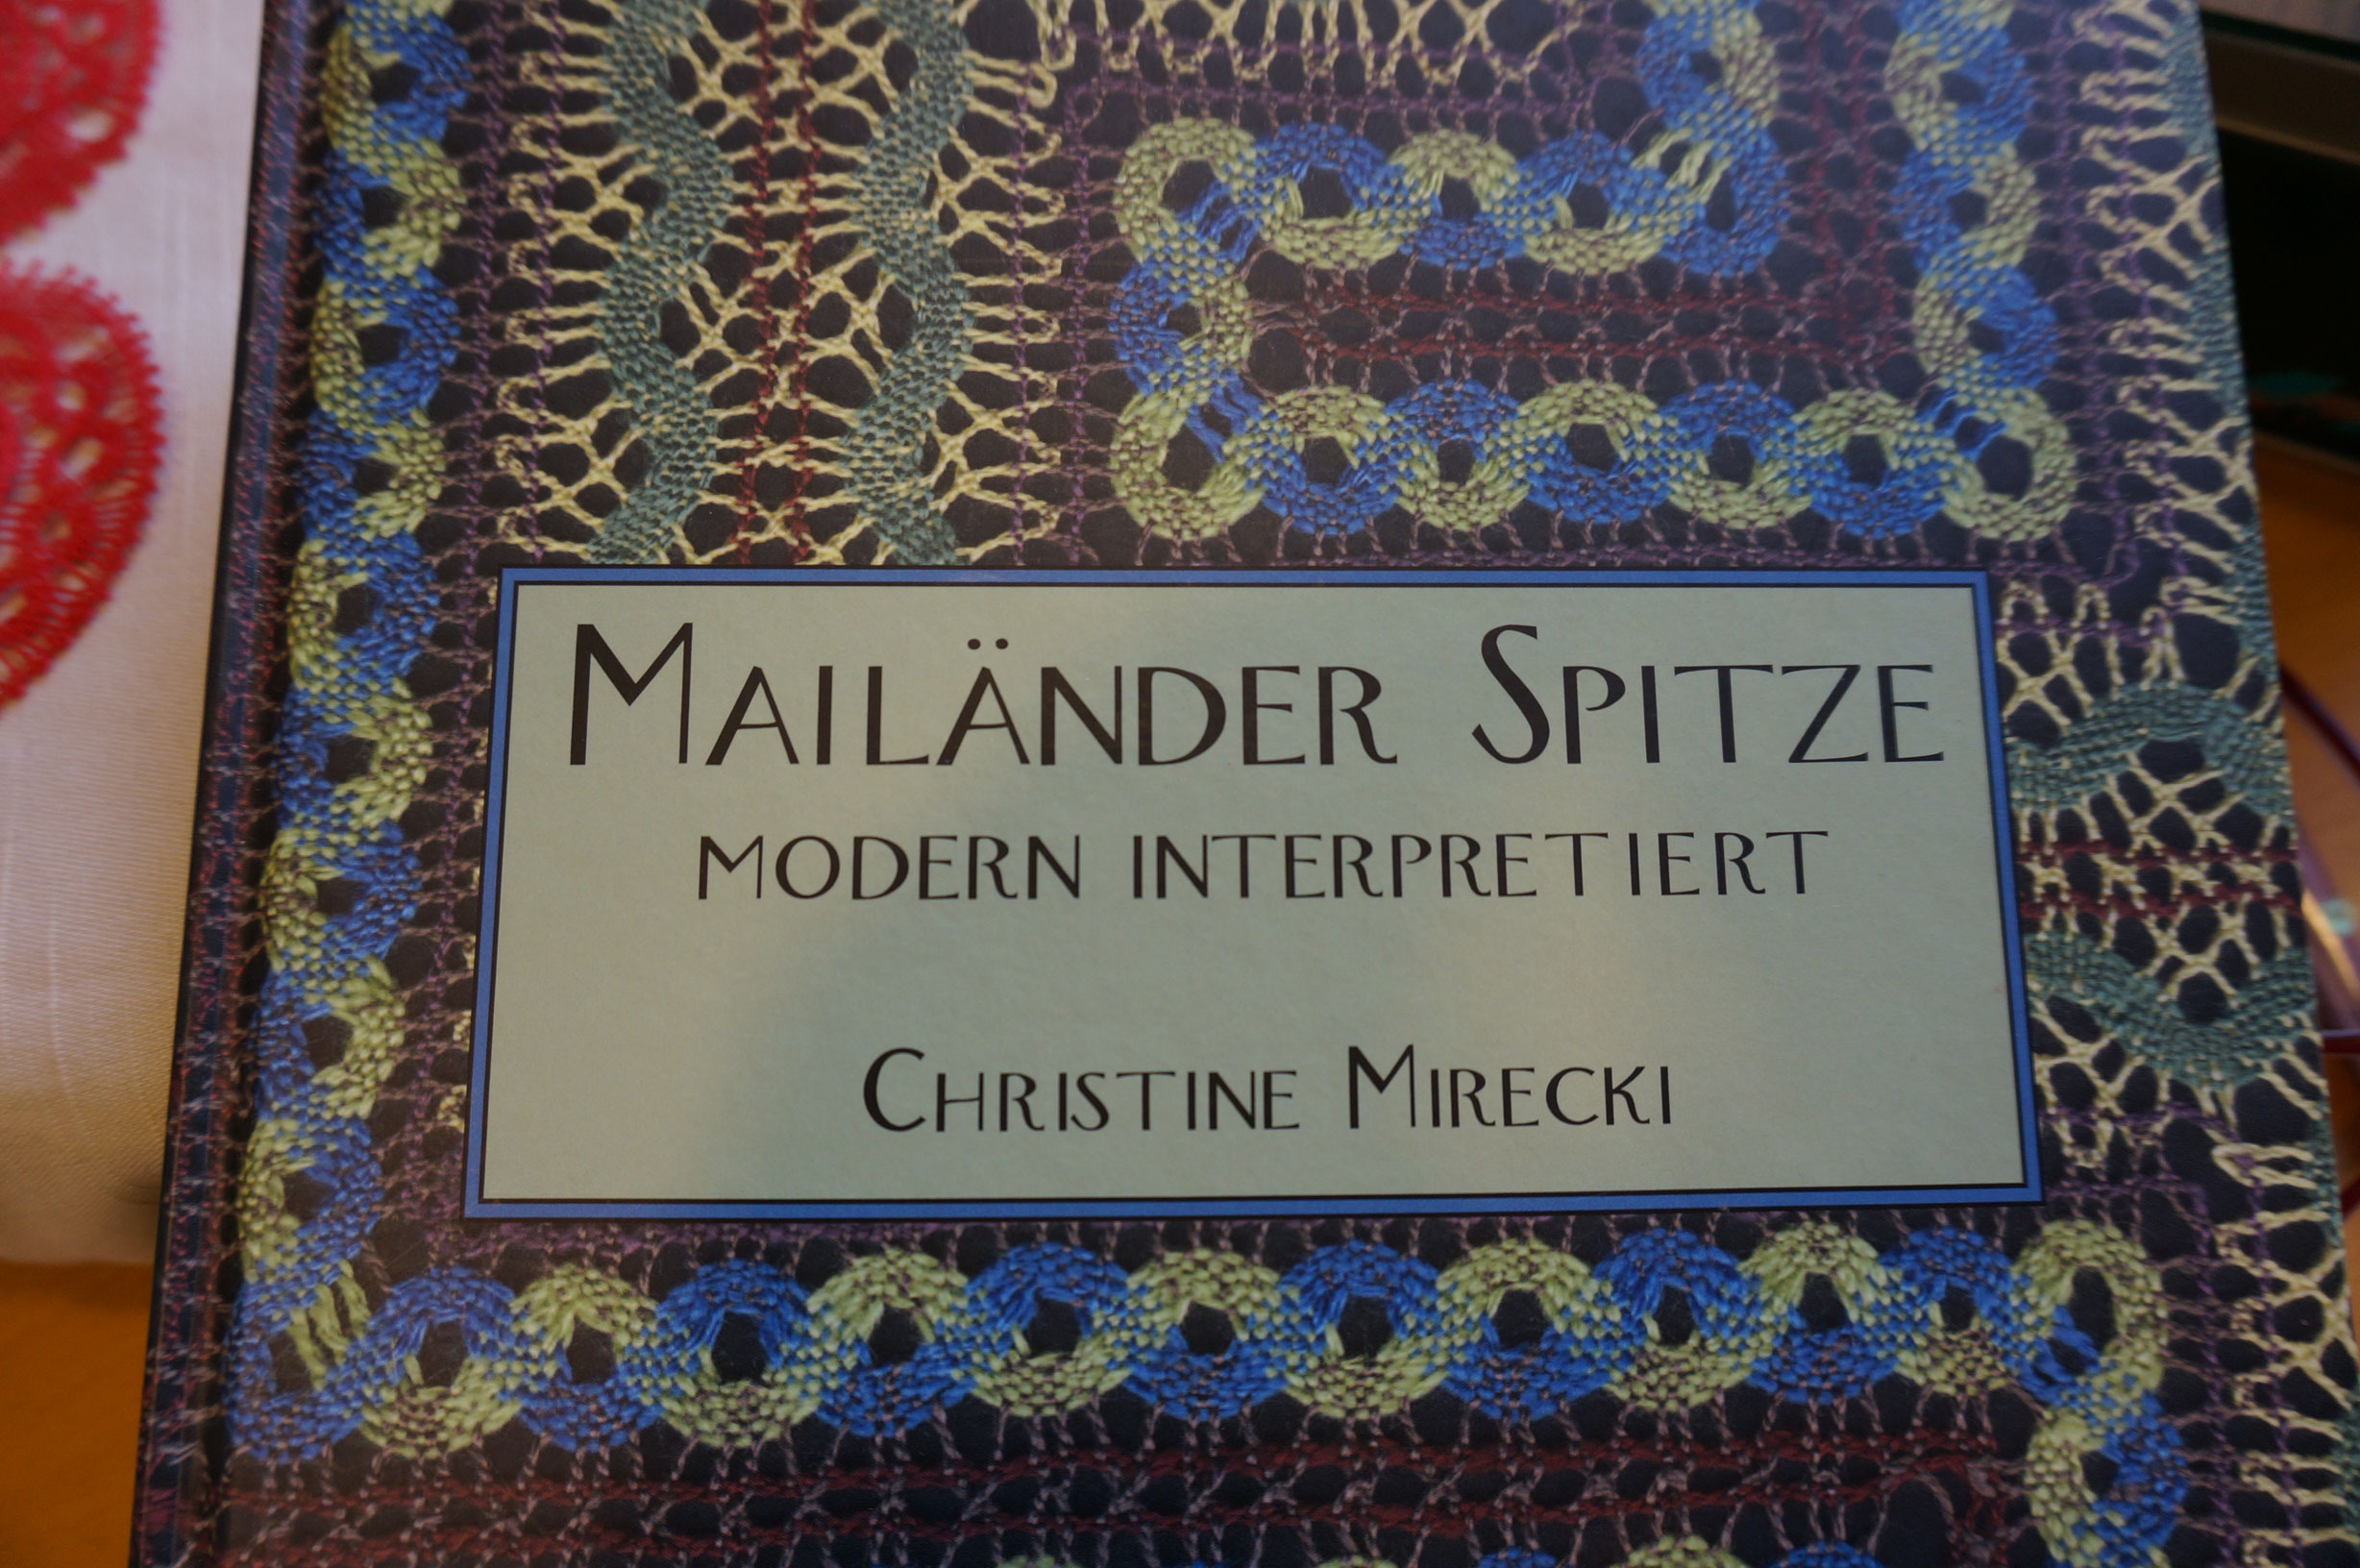 Mailänder Spitze
modern interpretiert
Christine Mirecki